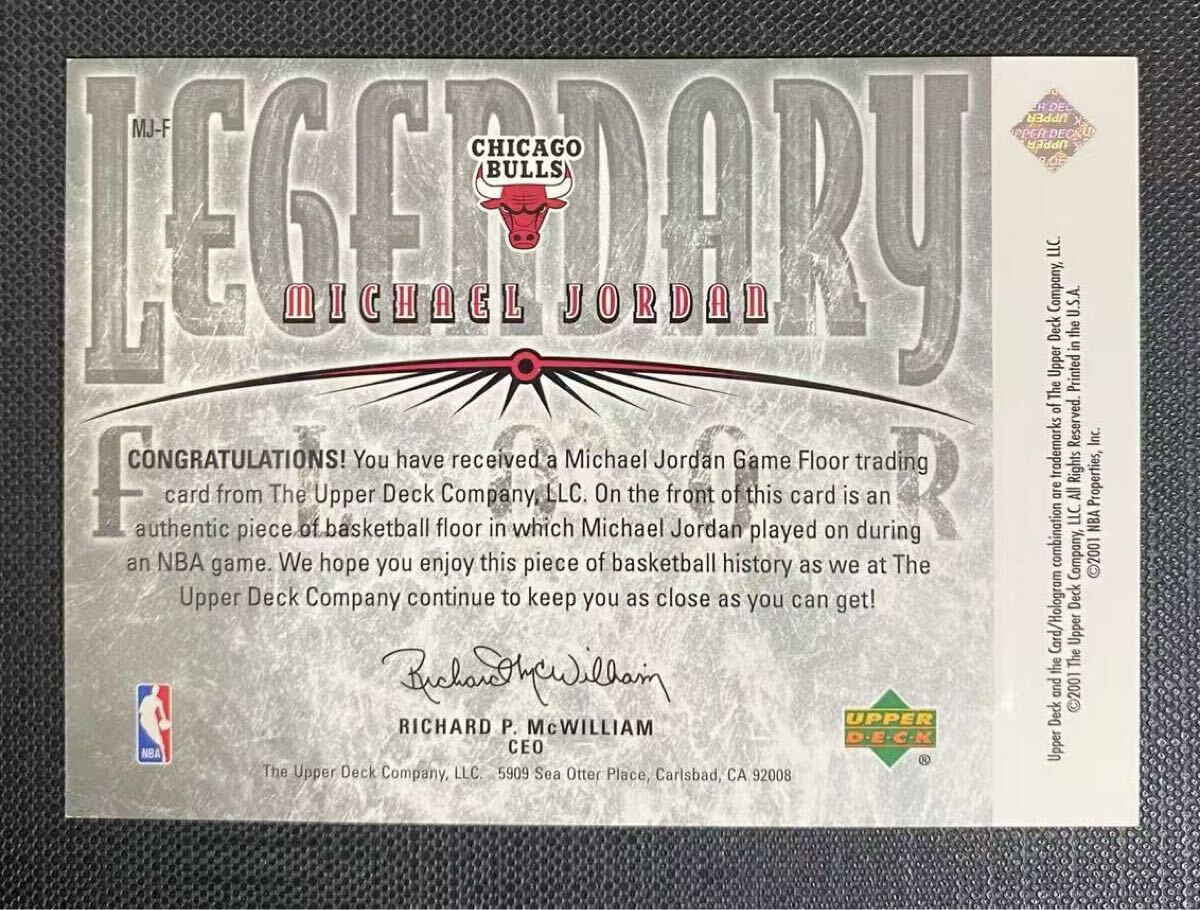 LEGENDARY
MJ-F
CHICAGO
BULLS
MICHAEL JORDAN
FLOOR
CONGRATULATIONS! You have received a Michael Jordan Game Floor trading
card from The Upper Deck Company, LLC. On the front of this card is an
authentic piece of basketball floor in which Michael Jordan played on during
an NBA game. We hope you enjoy this piece of basketball history as we at The
Upper Deck Company continue to keep you as close as you can get!
Richard P. McWilliam
RICHARD P. McWILLIAM
CEO
The Upper Deck Company, LLC. 5909 Sea Otter Place, Carlsbad, CA 92008
NBA
UPPER
D·E·C·K
®
UPPER DECK
Upper Deck and the Card/Hologram combination are trademarks of The Upper Deck Company, LLC.
©2001 The Upper Deck Company, LLC. All Rights Reserved. Printed in the U.S.A.
©2001 NBA Properties, Inc.